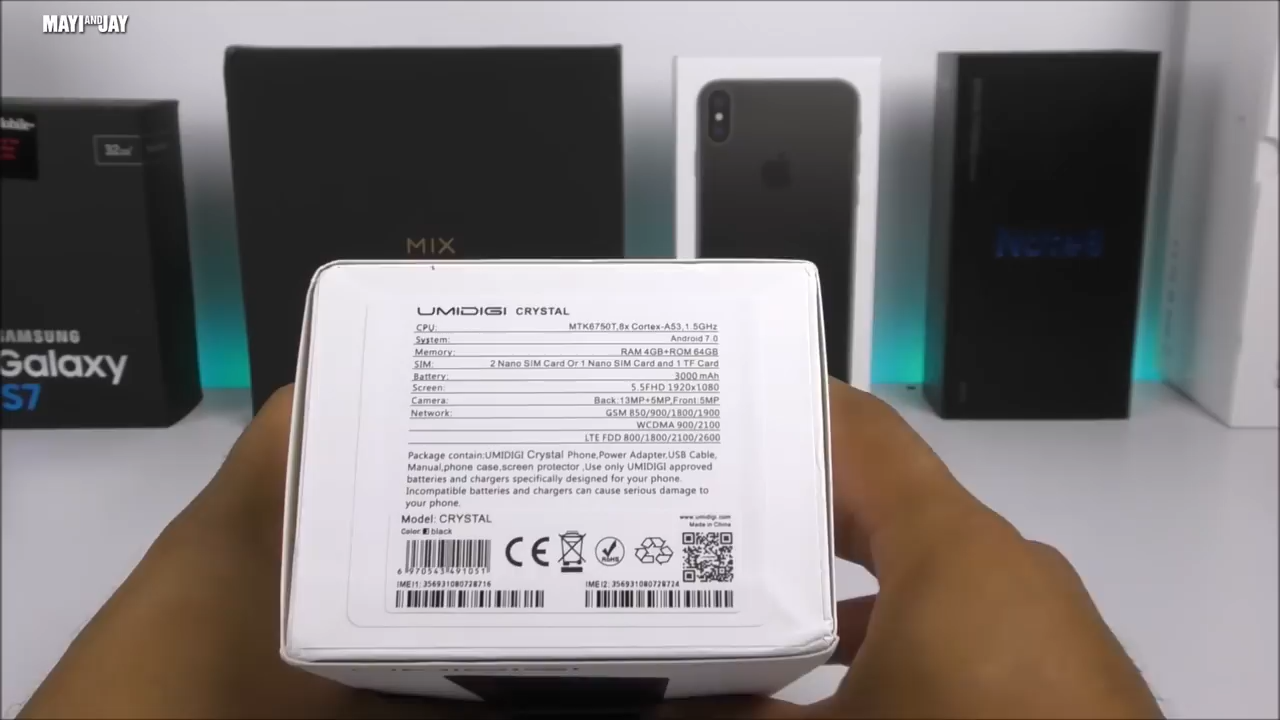 MAYI AND JAY
32GB
SAMSUNG
Galaxy
S7
MIX
Note8
UMIDIGI CRYSTAL
CPU: MTK6750T,8x Cortex-A53,1.5GHz
System: Android 7.0
Memory: RAM 4GB+ROM 64GB
SIM: 2 Nano SIM Card Or 1 Nano SIM Card and 1 TF Card
Battery: 3000 mAh
Screen: 5.5FHD 1920x1080
Camera: Back:13MP+5MP,Front:5MP
Network: GSM 850/900/1800/1900
WCDMA 900/2100
LTE FDD 800/1800/2100/2600
Package contain:UMIDIGI Crystal Phone,Power Adapter,USB Cable,
Manual,phone case,screen protector ,Use only UMIDIGI approved
batteries and chargers specifically designed for your phone.
Incompatible batteries and chargers can cause serious damage to
your phone.
Model: CRYSTAL
Color: black
www.umidigi.com
Made in China
6 970543 491051
CE
RoHS
IMEI1: 356931080728716
IMEI2: 356931080728724